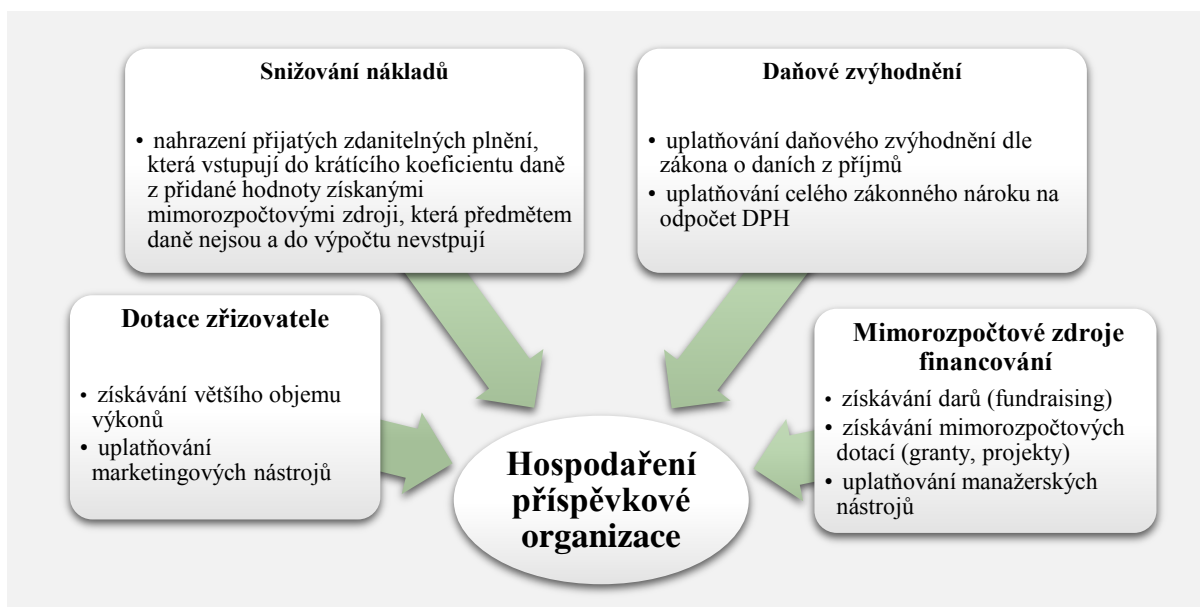 Snižování nákladů
• nahrazení přijatých zdanitelných plnění,
která vstupují do krátícího koeficientu daně
z přidané hodnoty získanými
mimorozpočtovými zdroji, která předmětem
daně nejsou a do výpočtu nevstpují
Daňové zvýhodnění
• uplatňování daňového zvýhodnění dle
zákona o daních z příjmů
• uplatňování celého zákonného nároku na
odpočet DPH
Dotace zřizovatele
• získávání většího objemu
výkonů
• uplatňování
marketingových nástrojů
Mimorozpočtové zdroje
financování
• získávání darů (fundraising)
• získávání mimorozpočtových
dotací (granty, projekty)
• uplatňování manažerských
nástrojů
Hospodaření
příspěvkové
organizace